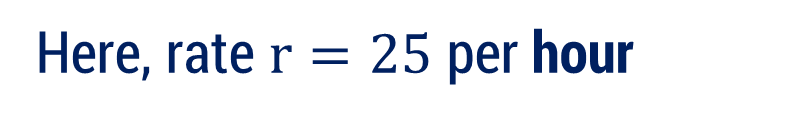 Here, rate r = 25 per hour